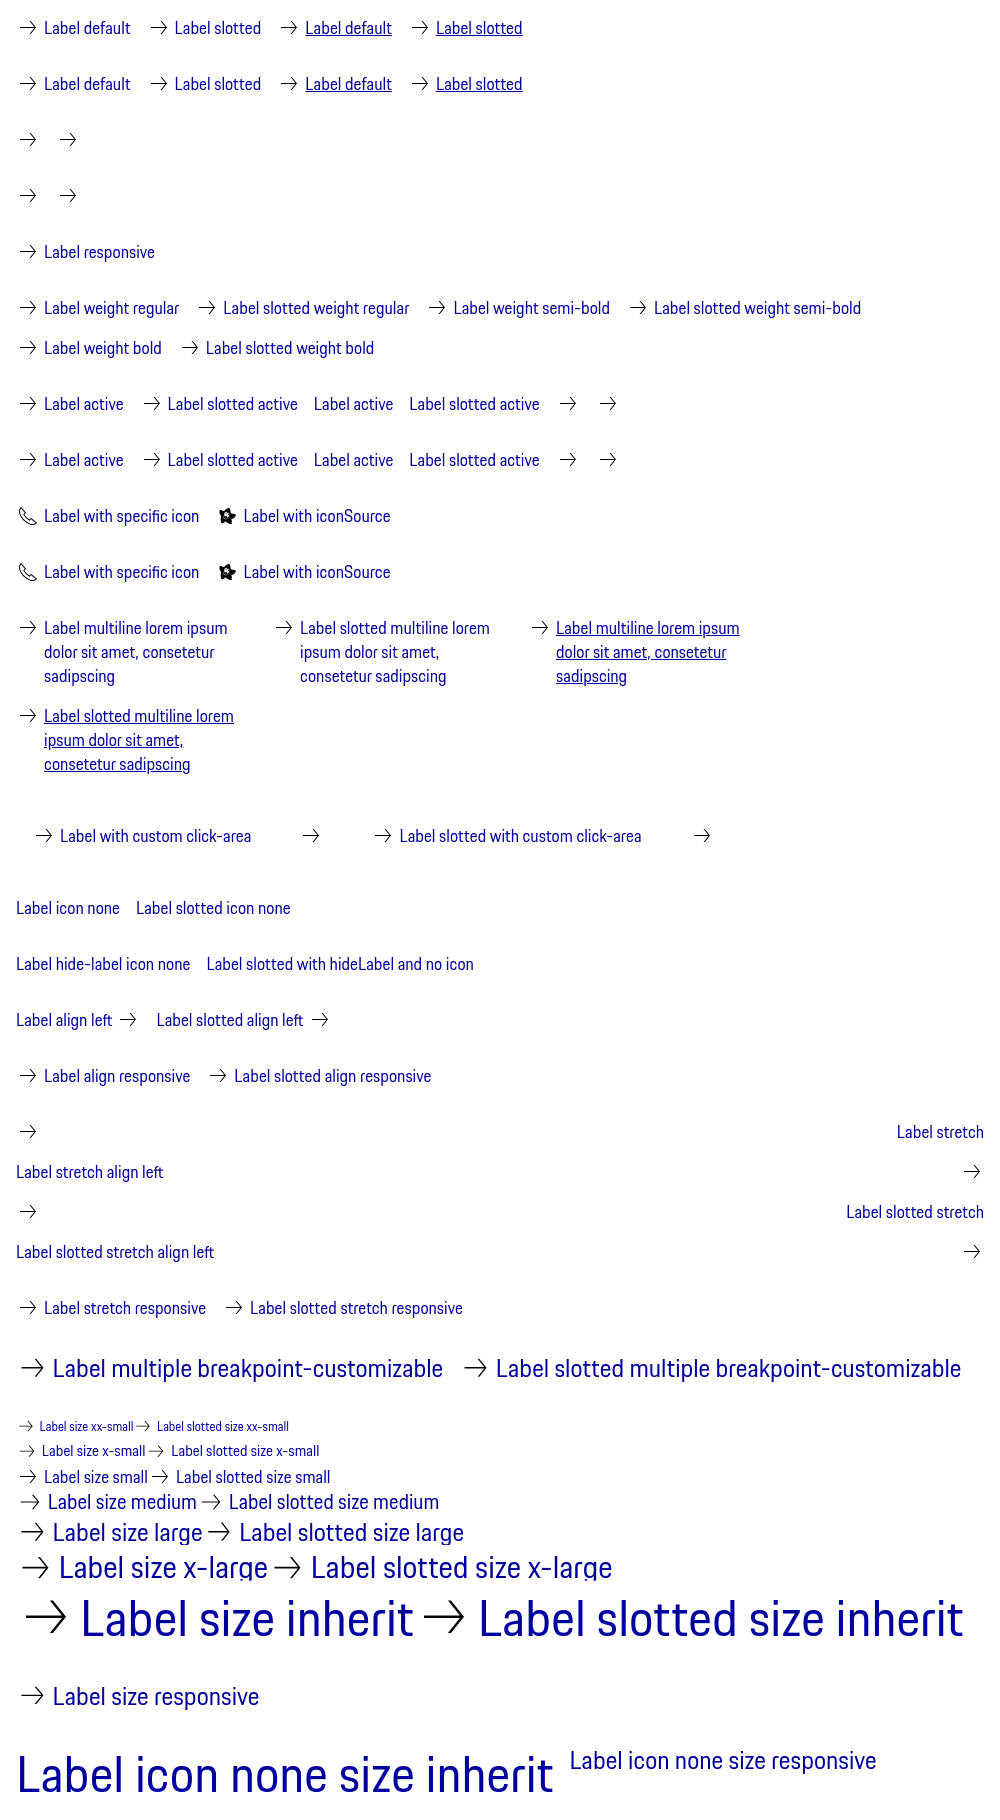 Label default Label slotted Label default Label slotted
Label default Label slotted Label default Label slotted
Label responsive
Label weight regular Label slotted weight regular Label weight semi-bold Label slotted weight semi-bold
Label weight bold Label slotted weight bold
Label active Label slotted active Label active Label slotted active
Label active Label slotted active Label active Label slotted active
Label with specific icon Label with iconSource
Label with specific icon Label with iconSource
Label multiline lorem ipsum
dolor sit amet, consetetur
sadipscing
Label slotted multiline lorem
ipsum dolor sit amet,
consetetur sadipscing
Label multiline lorem ipsum
dolor sit amet, consetetur
sadipscing
Label slotted multiline lorem
ipsum dolor sit amet,
consetetur sadipscing
Label with custom click-area Label slotted with custom click-area
Label icon none Label slotted icon none
Label hide-label icon none Label slotted with hideLabel and no icon
Label align left Label slotted align left
Label align responsive Label slotted align responsive
Label stretch
Label stretch align left
Label slotted stretch
Label slotted stretch align left
Label stretch responsive Label slotted stretch responsive
Label multiple breakpoint-customizable Label slotted multiple breakpoint-customizable
Label size xx-small Label slotted size xx-small
Label size x-small Label slotted size x-small
Label size small Label slotted size small
Label size medium Label slotted size medium
Label size large Label slotted size large
Label size x-large Label slotted size x-large
Label size inherit Label slotted size inherit
Label size responsive
Label icon none size inherit Label icon none size responsive